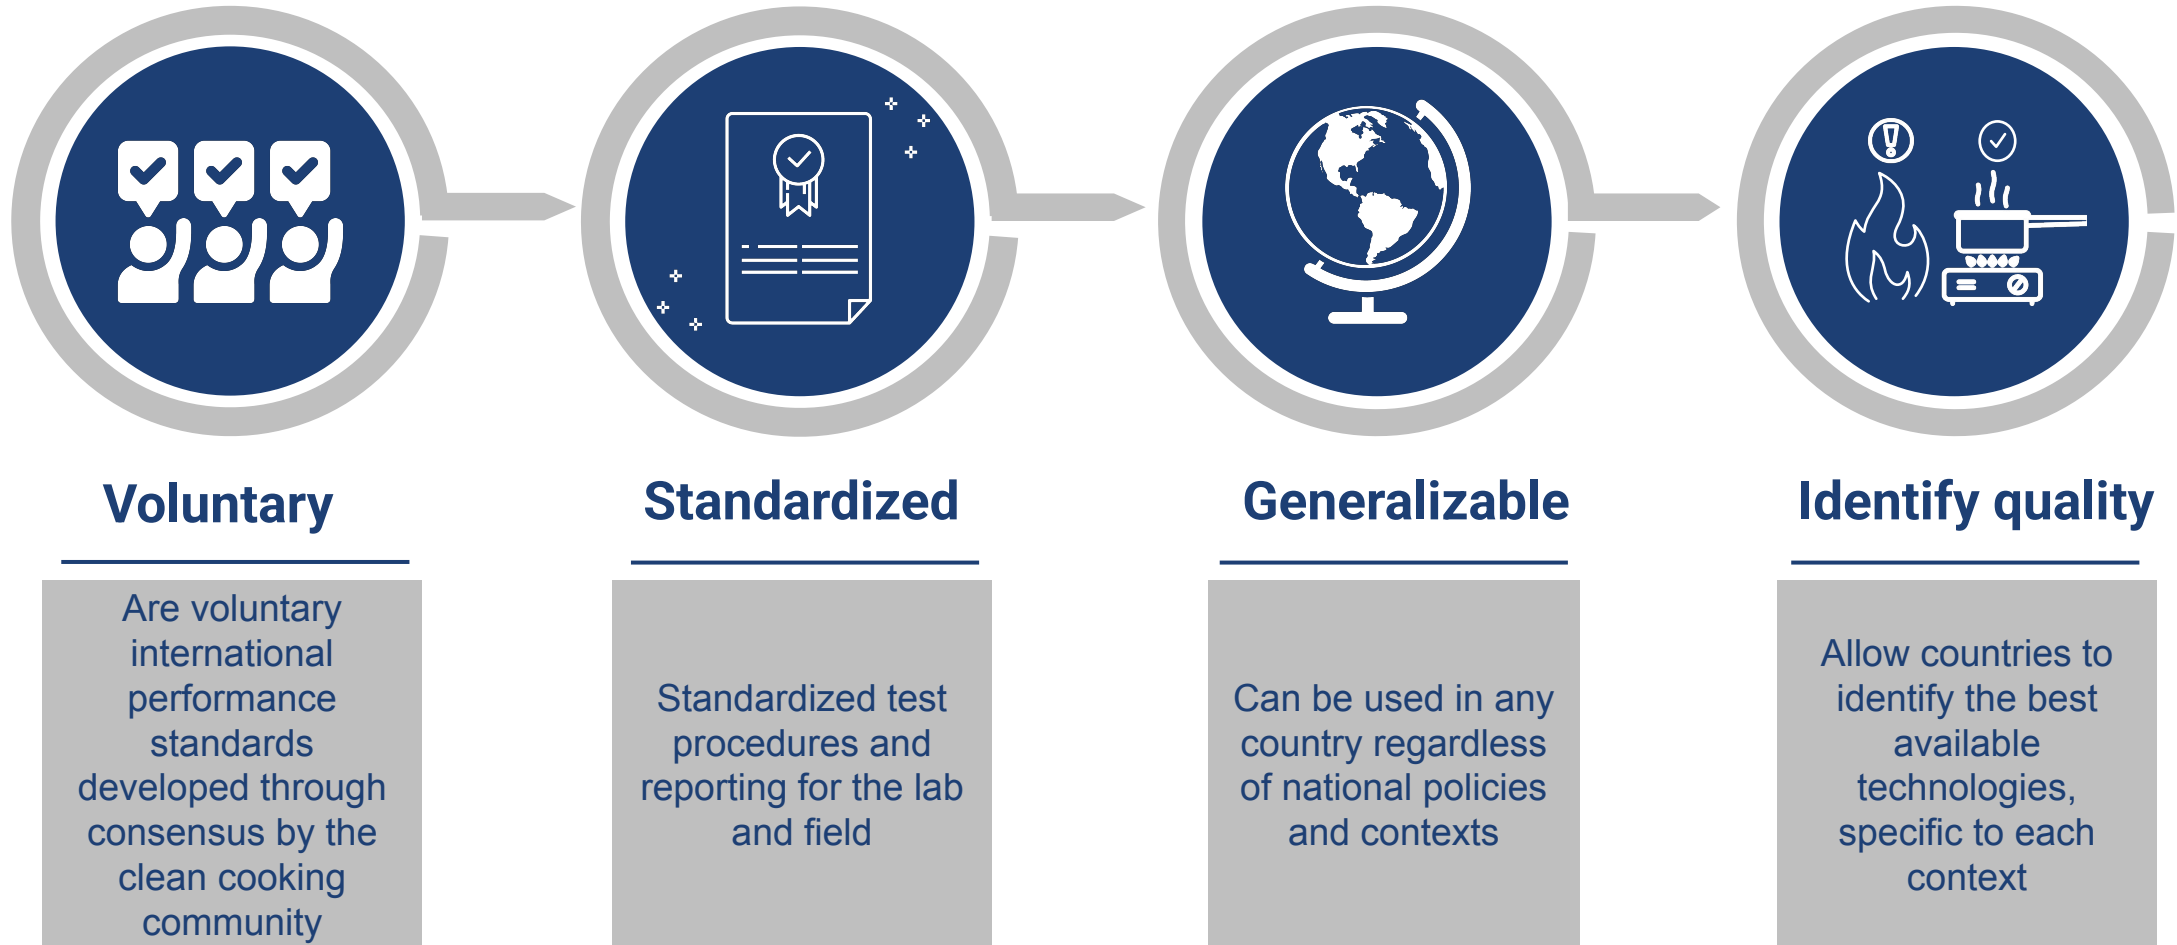 Voluntary
Are voluntary
international
performance
standards
developed through
consensus by the
clean cooking
community
Standardized
Standardized test
procedures and
reporting for the lab
and field
Generalizable
Can be used in any
country regardless
of national policies
and contexts
Identify quality
Allow countries to
identify the best
available
technologies,
specific to each
context